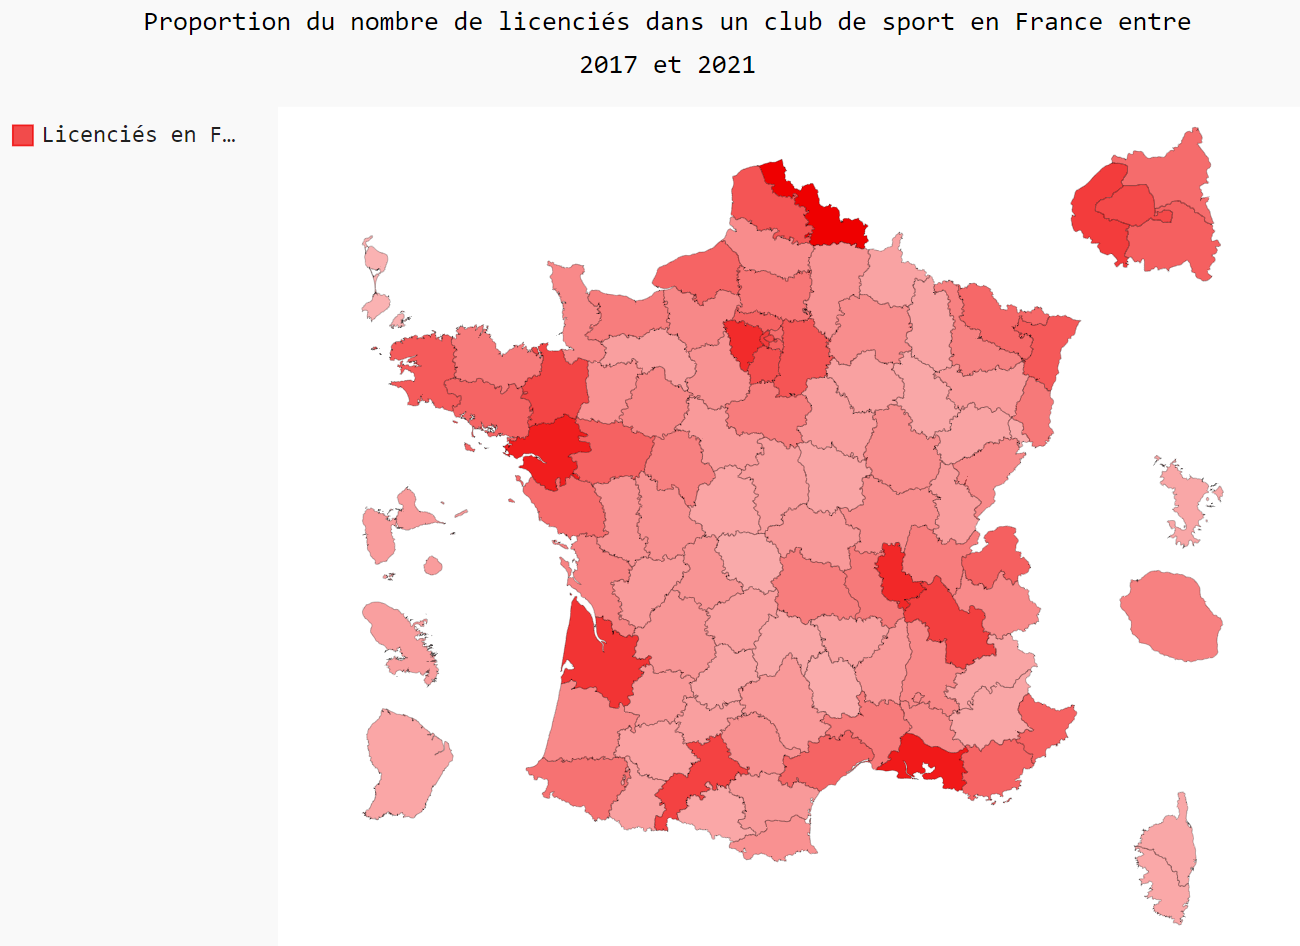 Proportion du nombre de licenciés dans un club de sport en France entre
2017 et 2021
Licenciés en F…